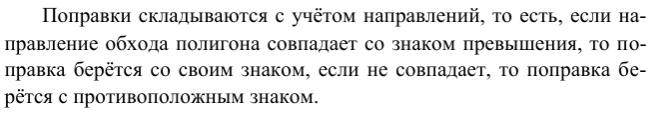 Поправки складываются с учётом направлений, то есть, если на-
правление обхода полигона совпадает со знаком превышения, то по-
правка берётся со своим знаком, если не совпадает, то поправка бе-
рётся с противоположным знаком.